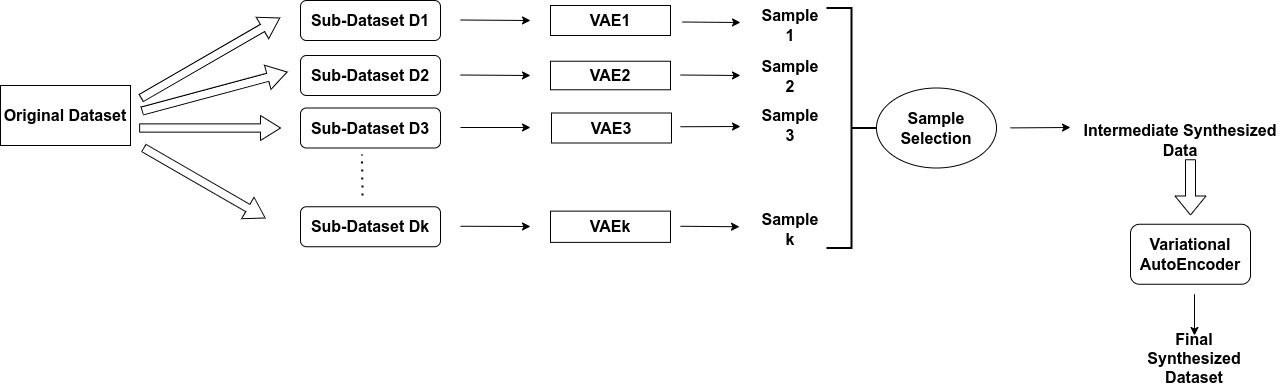 Original Dataset
Sub-Dataset D1
VAE1
Sample
1
Sub-Dataset D2
VAE2
Sample
2
Sub-Dataset D3
VAE3
Sample
3
Sub-Dataset Dk
VAEk
Sample
k
Sample
Selection
Intermediate Synthesized
Data
Variational
AutoEncoder
Final
Synthesized
Dataset